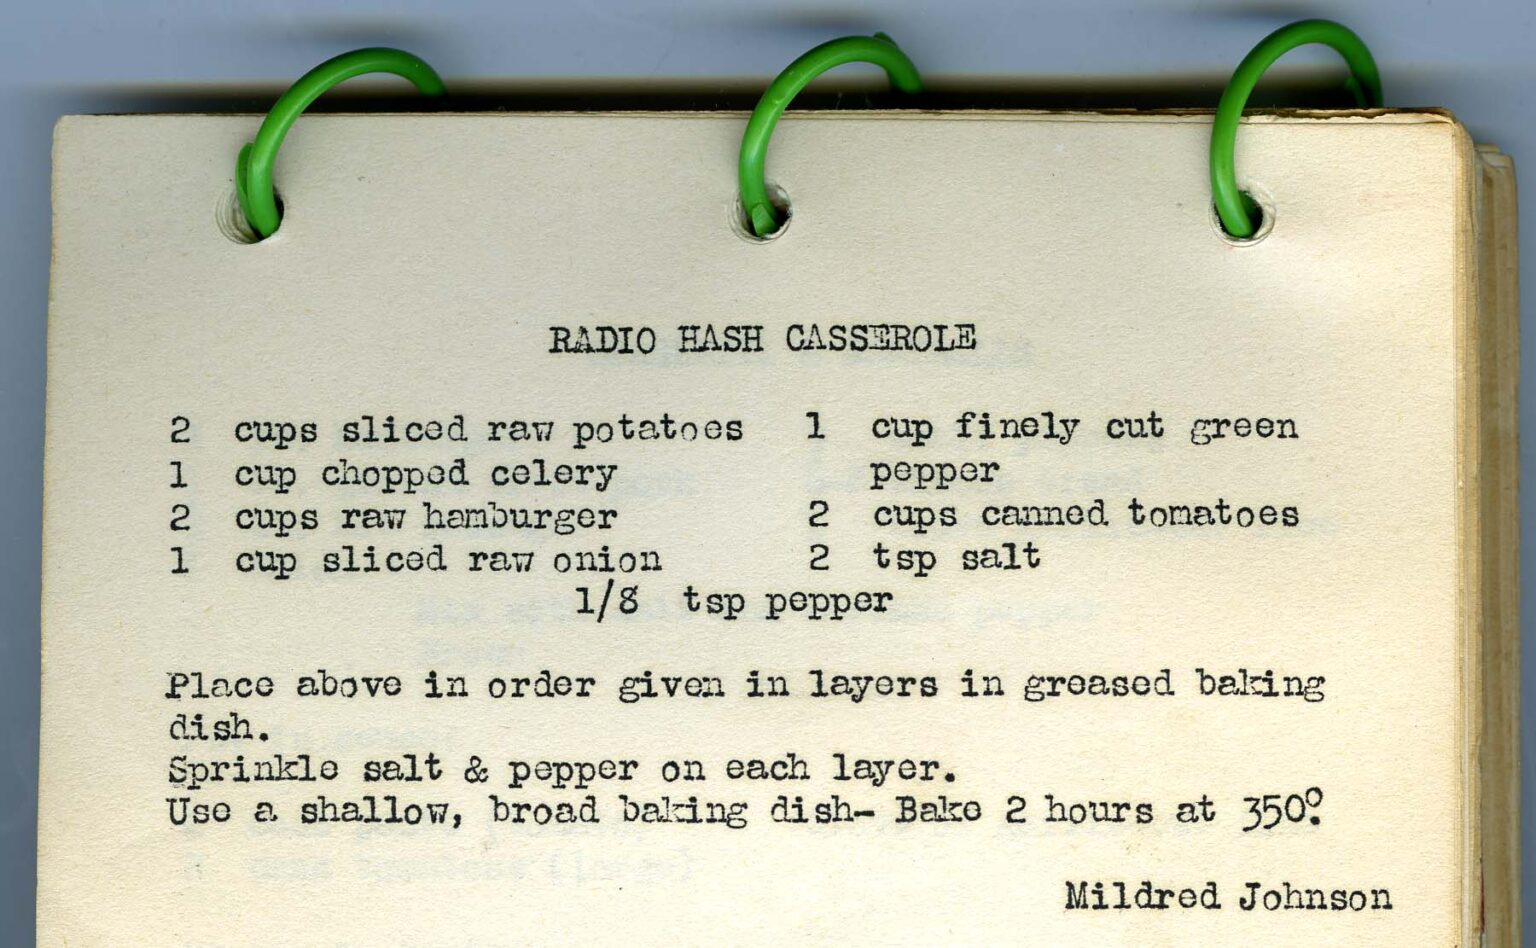 RADIO HASH CASSEROLE
2 cups sliced raw potatoes
1 cup chopped celery
2 cups raw hamburger
1 cup sliced raw onion
1 cup finely cut green
pepper
2 cups canned tomatoes
2 tsp salt
1/8 tsp pepper
Place above in order given in layers in greased baking
dish.
Sprinkle salt & pepper on each layer.
Use a shallow, broad baking dish- Bake 2 hours at 350°.
Mildred Johnson